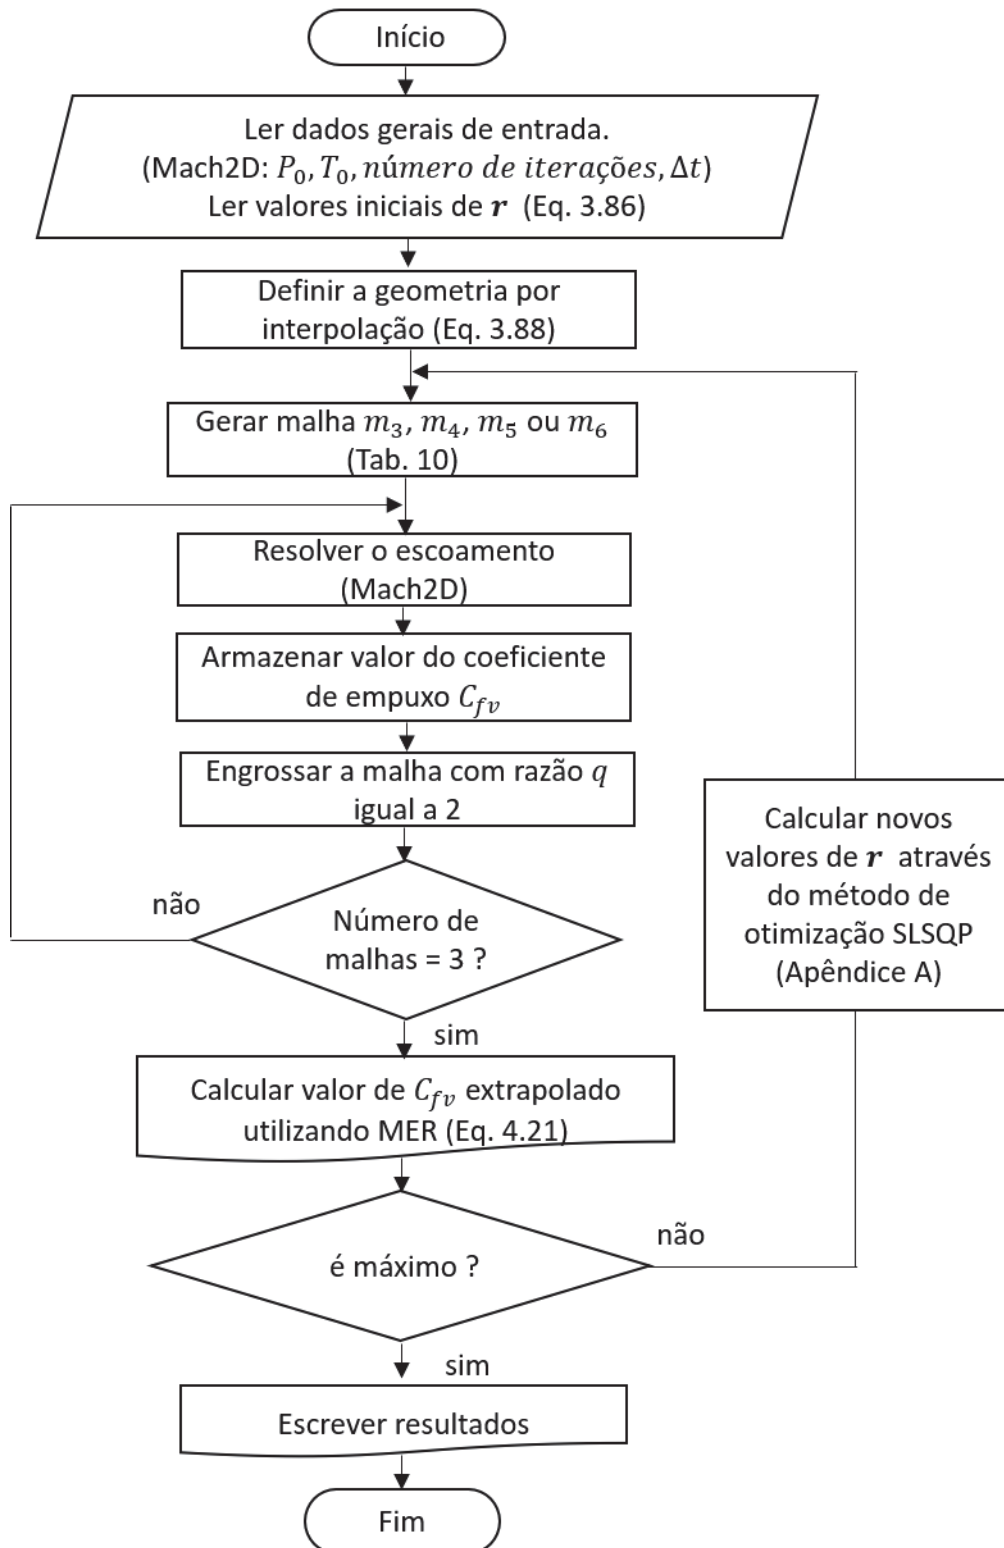 Início
Ler dados gerais de entrada.
(Mach2D: P₀, T₀, número de iterações, Δt)
Ler valores iniciais de r (Eq. 3.86)
Definir a geometria por
interpolação (Eq. 3.88)
Gerar malha m₃, m₄, m₅ ou m₆
(Tab. 10)
Resolver o escoamento
(Mach2D)
Armazenar valor do coeficiente
de empuxo C_fv
Engrossar a malha com razão q
igual a 2
Calcular novos
valores de r através
do método de
otimização SLSQP
(Apêndice A)
não
Número de
malhas = 3 ?
sim
Calcular valor de C_fv extrapolado
utilizando MER (Eq. 4.21)
não
é máximo ?
sim
Escrever resultados
Fim